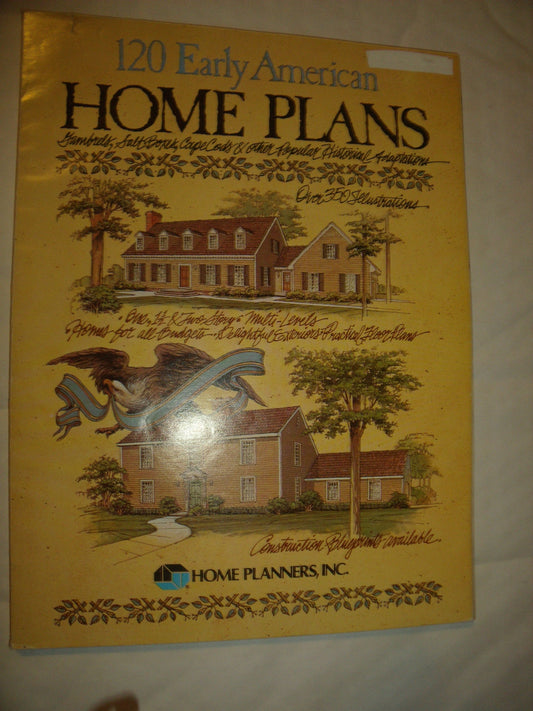 120 Early American
HOME PLANS
Gambrels, Salt Boxes, Cape Cods & other Popular Historical Adaptations
Over 350 Illustrations
• One, 1½ & Two Story • Multi-Levels
Homes for all Budgets • Delightful Exteriors • Practical Floor Plans
Construction Blueprints available
HOME PLANNERS, INC.